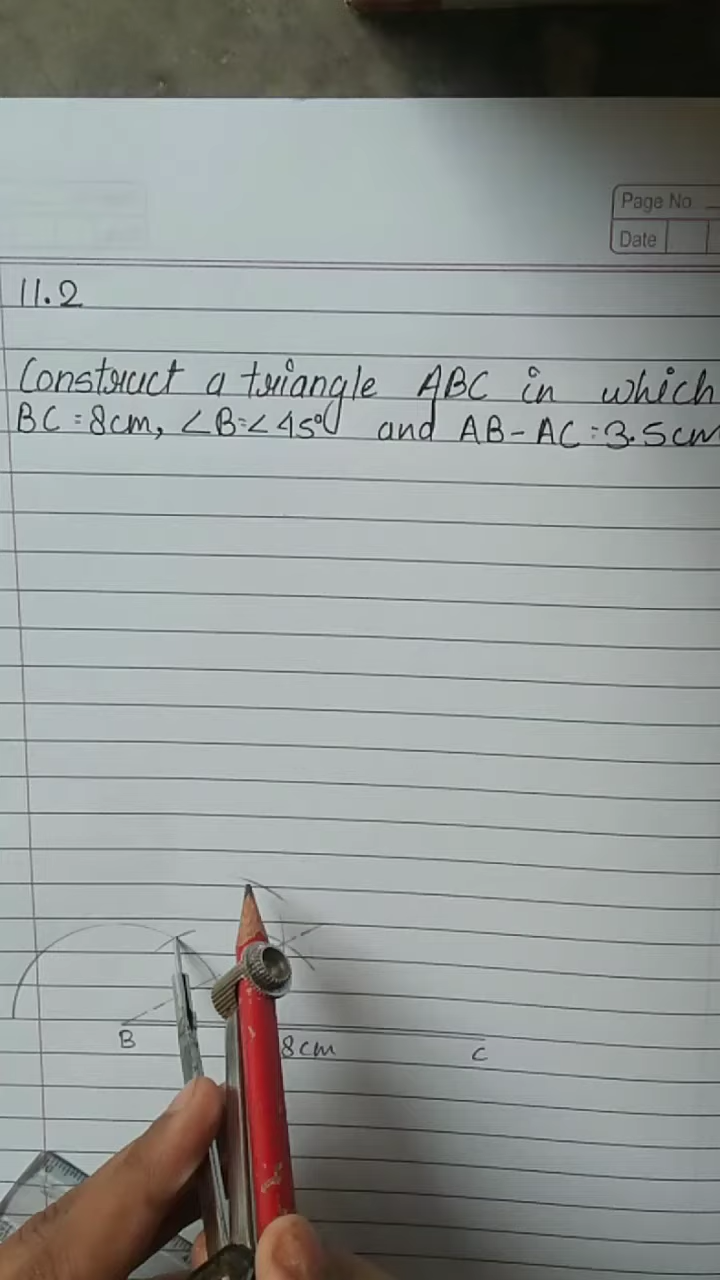 Page No
Date
11.2
Construct a triangle ABC in which
BC = 8cm, ∠B=∠45° and AB - AC = 3.5cm
B
8cm
C